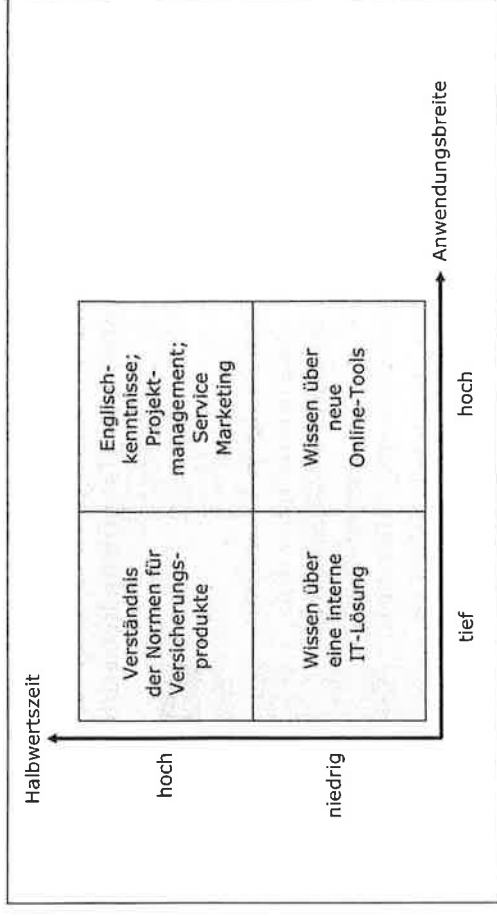 Halbwertszeit
hoch
Verständnis
der Normen für
Versicherungs-
produkte
Englisch-
kenntnisse;
Projekt-
management;
Service
Marketing
niedrig
Wissen über
eine interne
IT-Lösung
Wissen über
neue
Online-Tools
Anwendungsbreite
tief
hoch